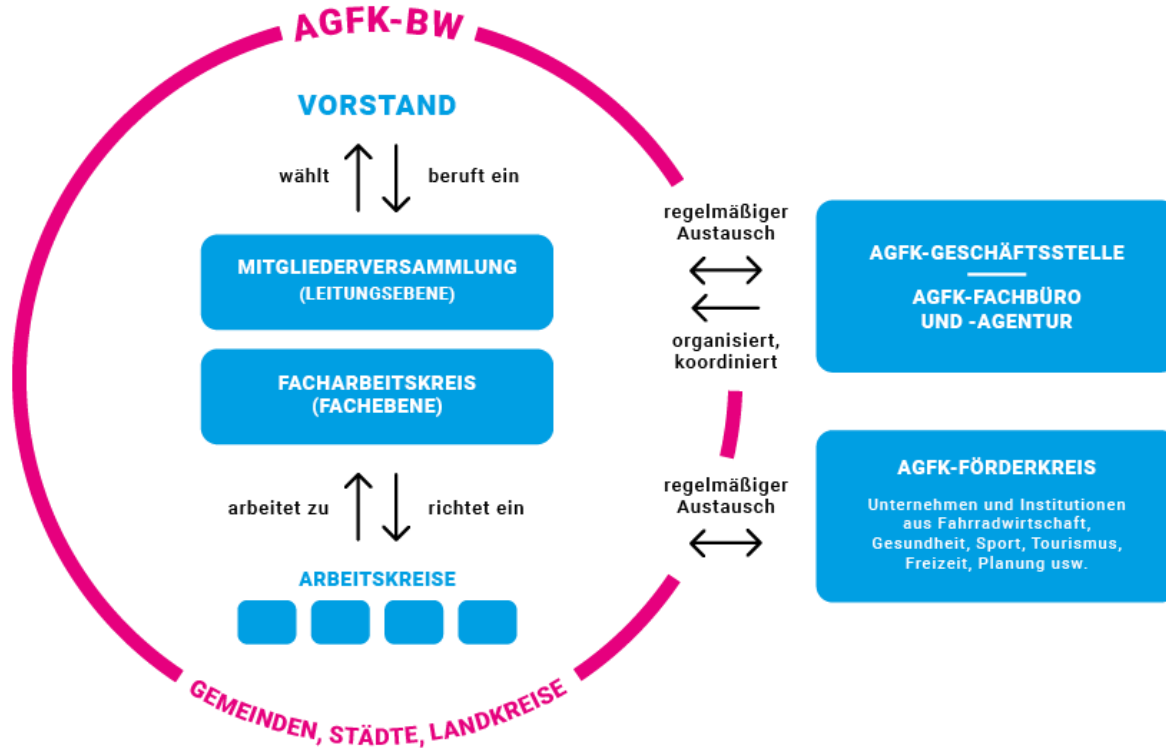 AGFK-BW
VORSTAND
wählt
beruft ein
MITGLIEDERVERSAMMLUNG
(LEITUNGSEBENE)
FACHARBEITSKREIS
(FACHEBENE)
arbeitet zu
richtet ein
ARBEITSKREISE
GEMEINDEN, STÄDTE, LANDKREISE
regelmäßiger
Austausch
organisiert,
koordiniert
regelmäßiger
Austausch
AGFK-GESCHÄFTSSTELLE
AGFK-FACHBÜRO
UND -AGENTUR
AGFK-FÖRDERKREIS
Unternehmen und Institutionen
aus Fahrradwirtschaft,
Gesundheit, Sport, Tourismus,
Freizeit, Planung usw.